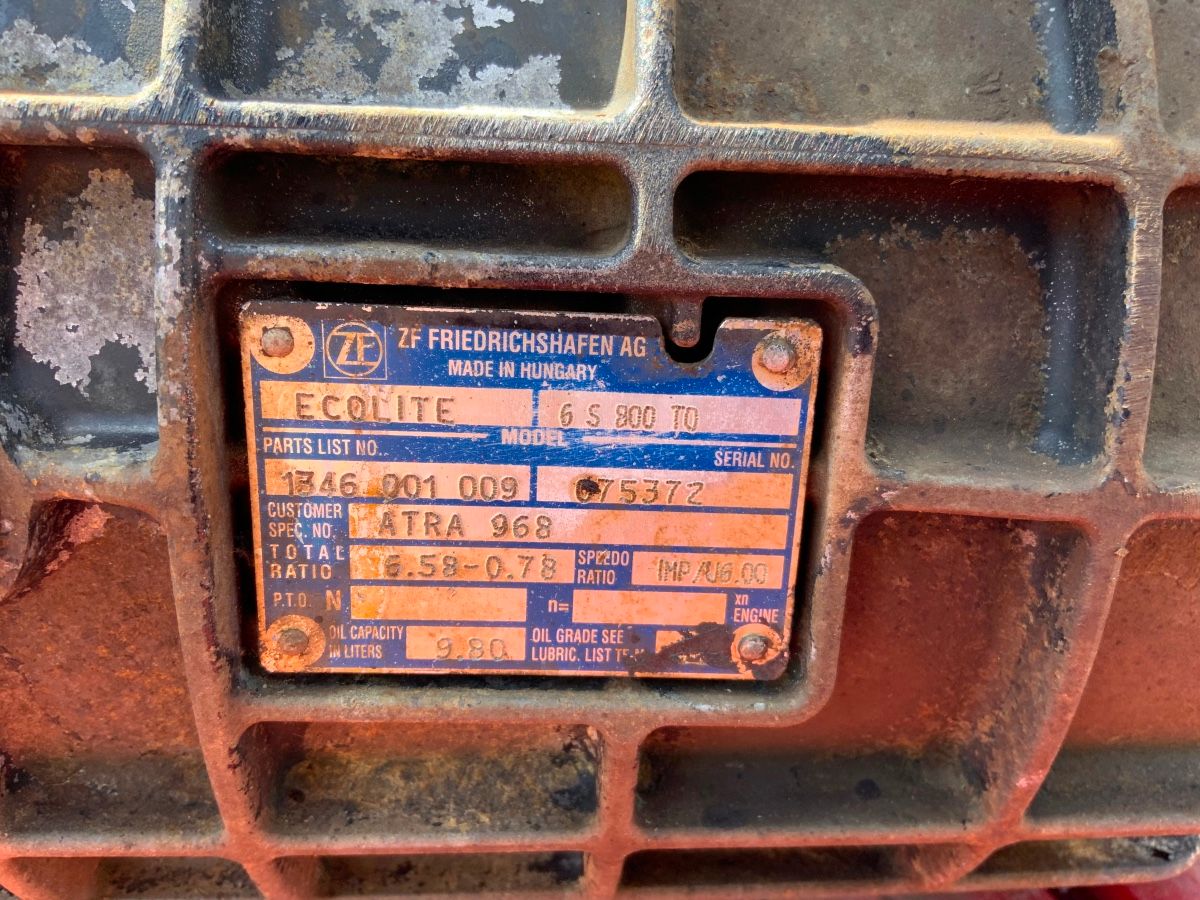 ZF
ZF FRIEDRICHSHAFEN AG
MADE IN HUNGARY
ECOLITE 6 S 800 TO
MODEL
PARTS LIST NO. SERIAL NO.
1346 001 009 075372
CUSTOMER SPEC. NO. ATRA 968
TOTAL RATIO 6.58-0.78 SPEEDO RATIO IMP/U6.00
P.T.O. N n= xn ENGINE
OIL CAPACITY IN LITERS 9.80 OIL GRADE SEE LUBRIC. LIST TE-ML